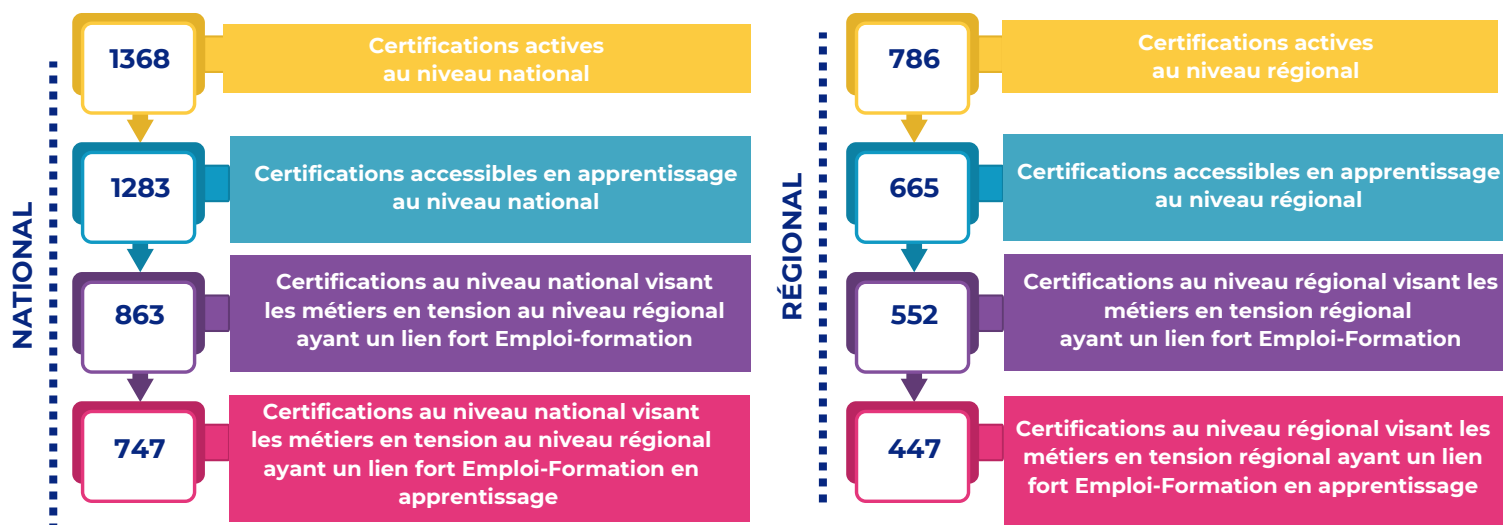 NATIONAL
1368
Certifications actives
au niveau national
1283
Certifications accessibles en apprentissage
au niveau national
863
Certifications au niveau national visant
les métiers en tension au niveau régional
ayant un lien fort Emploi-formation
747
Certifications au niveau national visant
les métiers en tension au niveau régional
ayant un lien fort Emploi-Formation en
apprentissage
RÉGIONAL
786
Certifications actives
au niveau régional
665
Certifications accessibles en apprentissage
au niveau régional
552
Certifications au niveau régional visant les
métiers en tension régional
ayant un lien fort Emploi-Formation
447
Certifications au niveau régional visant les
métiers en tension régional ayant un lien
fort Emploi-Formation en apprentissage